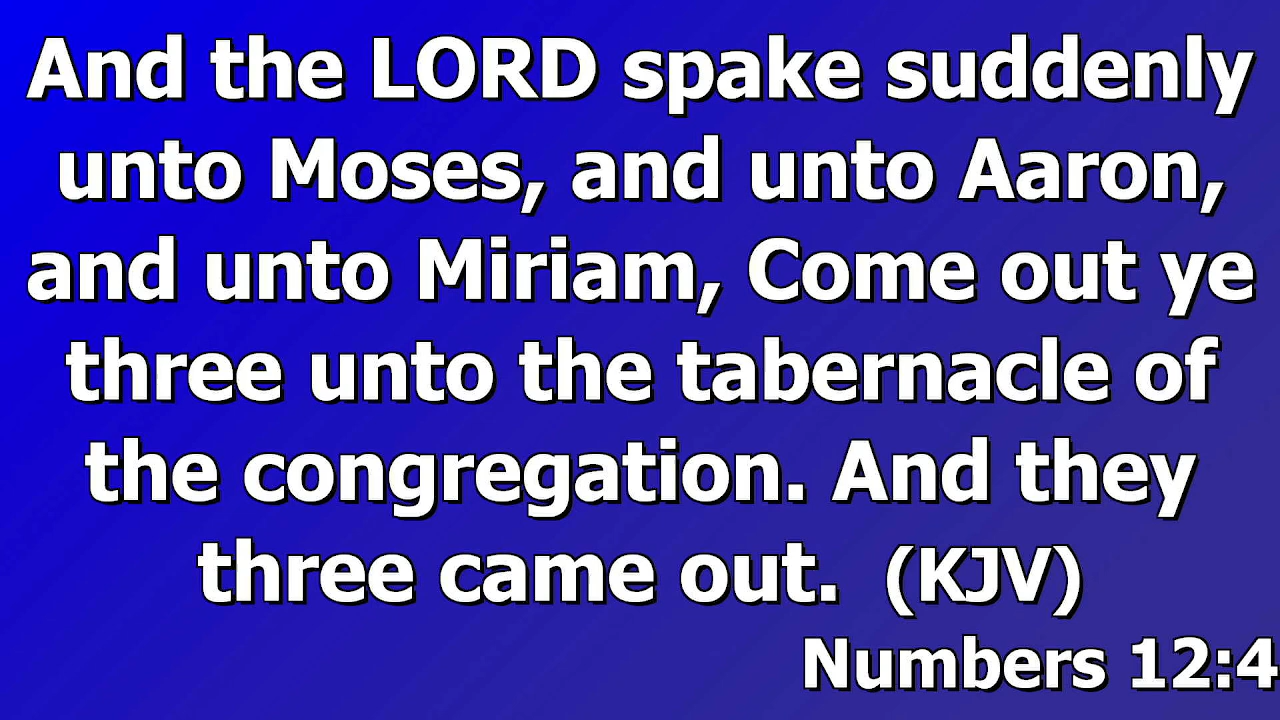 And the LORD spake suddenly
unto Moses, and unto Aaron,
and unto Miriam, Come out ye
three unto the tabernacle of
the congregation. And they
three came out.  (KJV)
Numbers 12:4